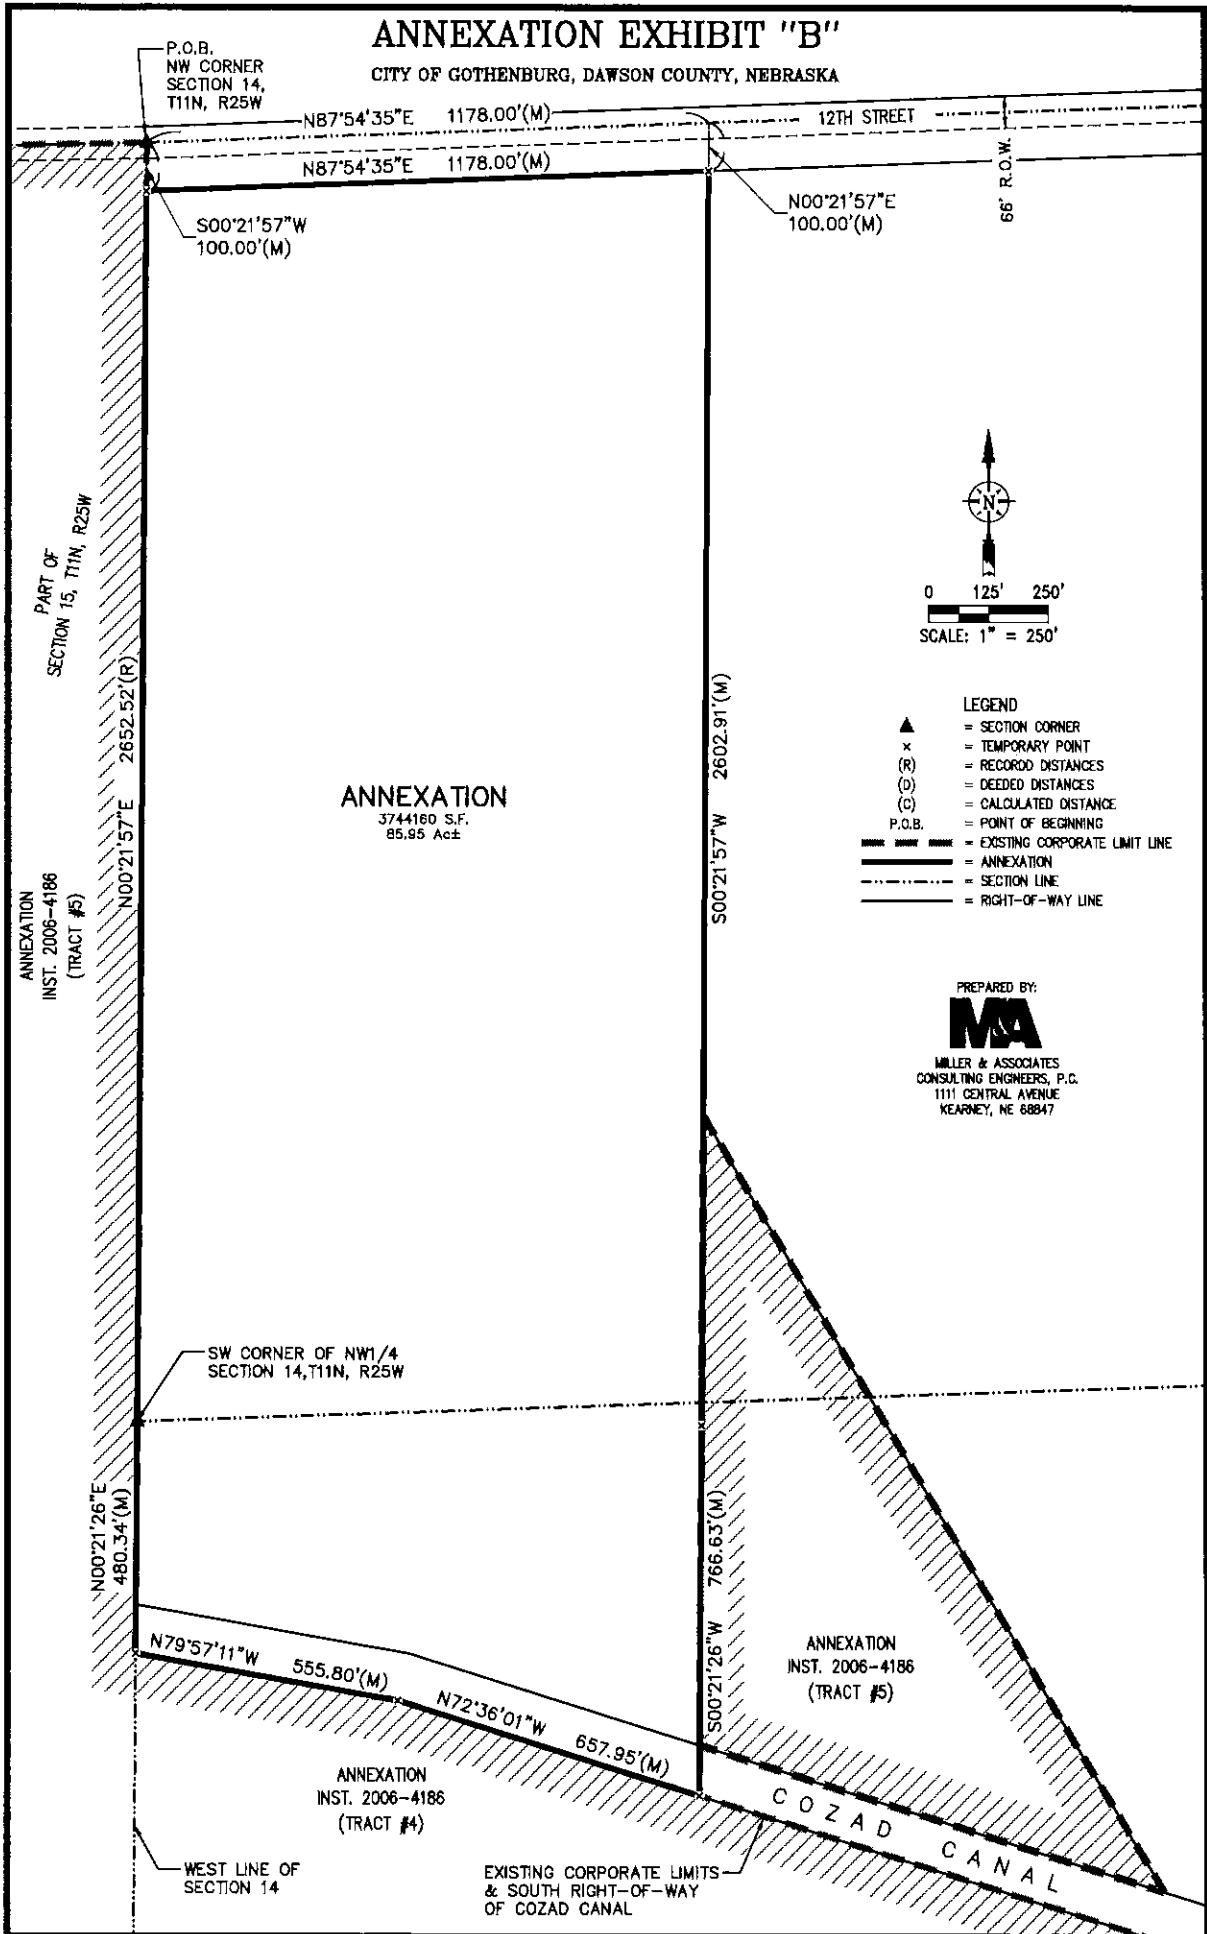 ANNEXATION EXHIBIT "B"
CITY OF GOTHENBURG, DAWSON COUNTY, NEBRASKA
P.O.B.
NW CORNER
SECTION 14,
T11N, R25W
N87°54'35"E 1178.00'(M)
12TH STREET
N87°54'35"E 1178.00'(M)
66' R.O.W.
S00°21'57"W
100.00'(M)
N00°21'57"E
100.00'(M)
PART OF
SECTION 15, T11N, R25W
N
0 125' 250'
SCALE: 1" = 250'
N00°21'57"E 2652.52'(R)
S00°21'57"W 2602.91'(M)
ANNEXATION
3744160 S.F.
85.95 Ac±
LEGEND
= SECTION CORNER
x = TEMPORARY POINT
(R) = RECORDD DISTANCES
(D) = DEEDED DISTANCES
(C) = CALCULATED DISTANCE
P.O.B. = POINT OF BEGINNING
= EXISTING CORPORATE LIMIT LINE
= ANNEXATION
= SECTION LINE
= RIGHT-OF-WAY LINE
ANNEXATION
INST. 2006-4186
(TRACT #5)
PREPARED BY:
M&A
MILLER & ASSOCIATES
CONSULTING ENGINEERS, P.C.
1111 CENTRAL AVENUE
KEARNEY, NE 68847
SW CORNER OF NW1/4
SECTION 14,T11N, R25W
N00°21'26"E
480.34'(M)
S00°21'26"W 766.63'(M)
N79°57'11"W 555.80'(M)
N72°36'01"W 657.95'(M)
ANNEXATION
INST. 2006-4186
(TRACT #5)
ANNEXATION
INST. 2006-4186
(TRACT #4)
COZAD CANAL
WEST LINE OF
SECTION 14
EXISTING CORPORATE LIMITS
& SOUTH RIGHT-OF-WAY
OF COZAD CANAL